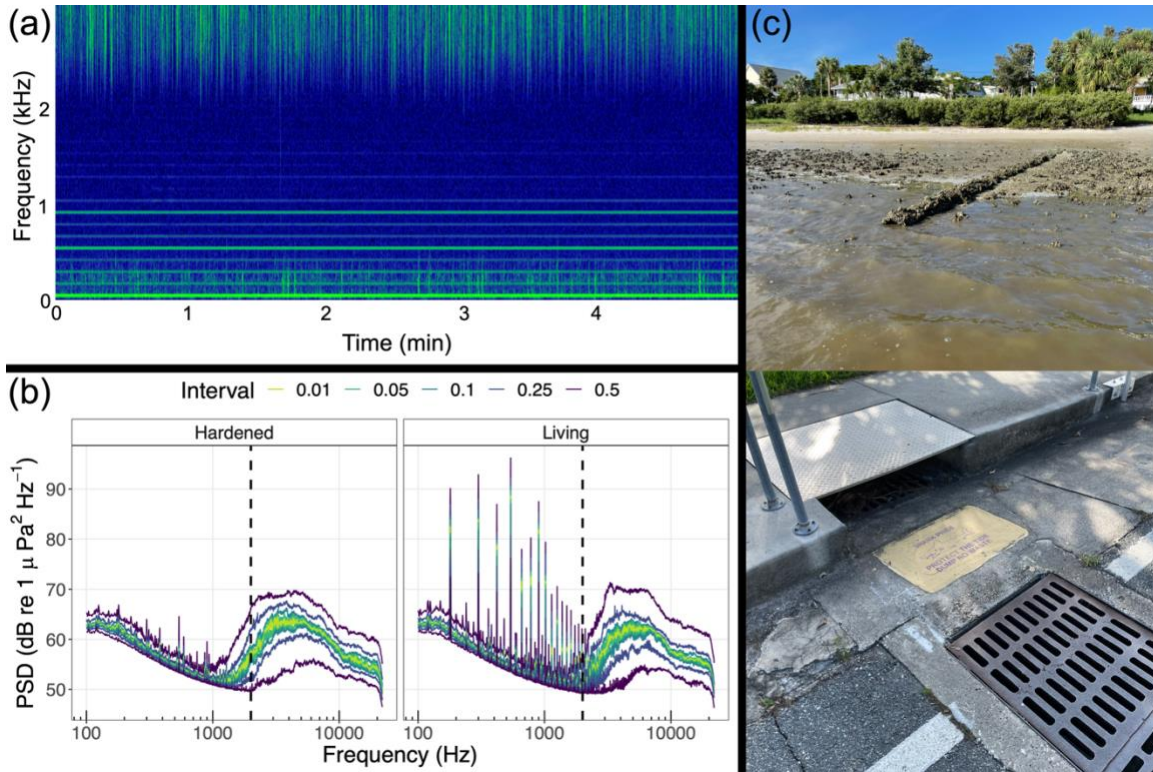 (a)
Frequency (kHz)
2
1
0
0 1 2 3 4
Time (min)
(b)
Interval 0.01 0.05 0.1 0.25 0.5
Hardened Living
PSD (dB re 1 μ Pa² Hz⁻¹)
90
80
70
60
50
100 1000 10000 100 1000 10000
Frequency (Hz)
(c)